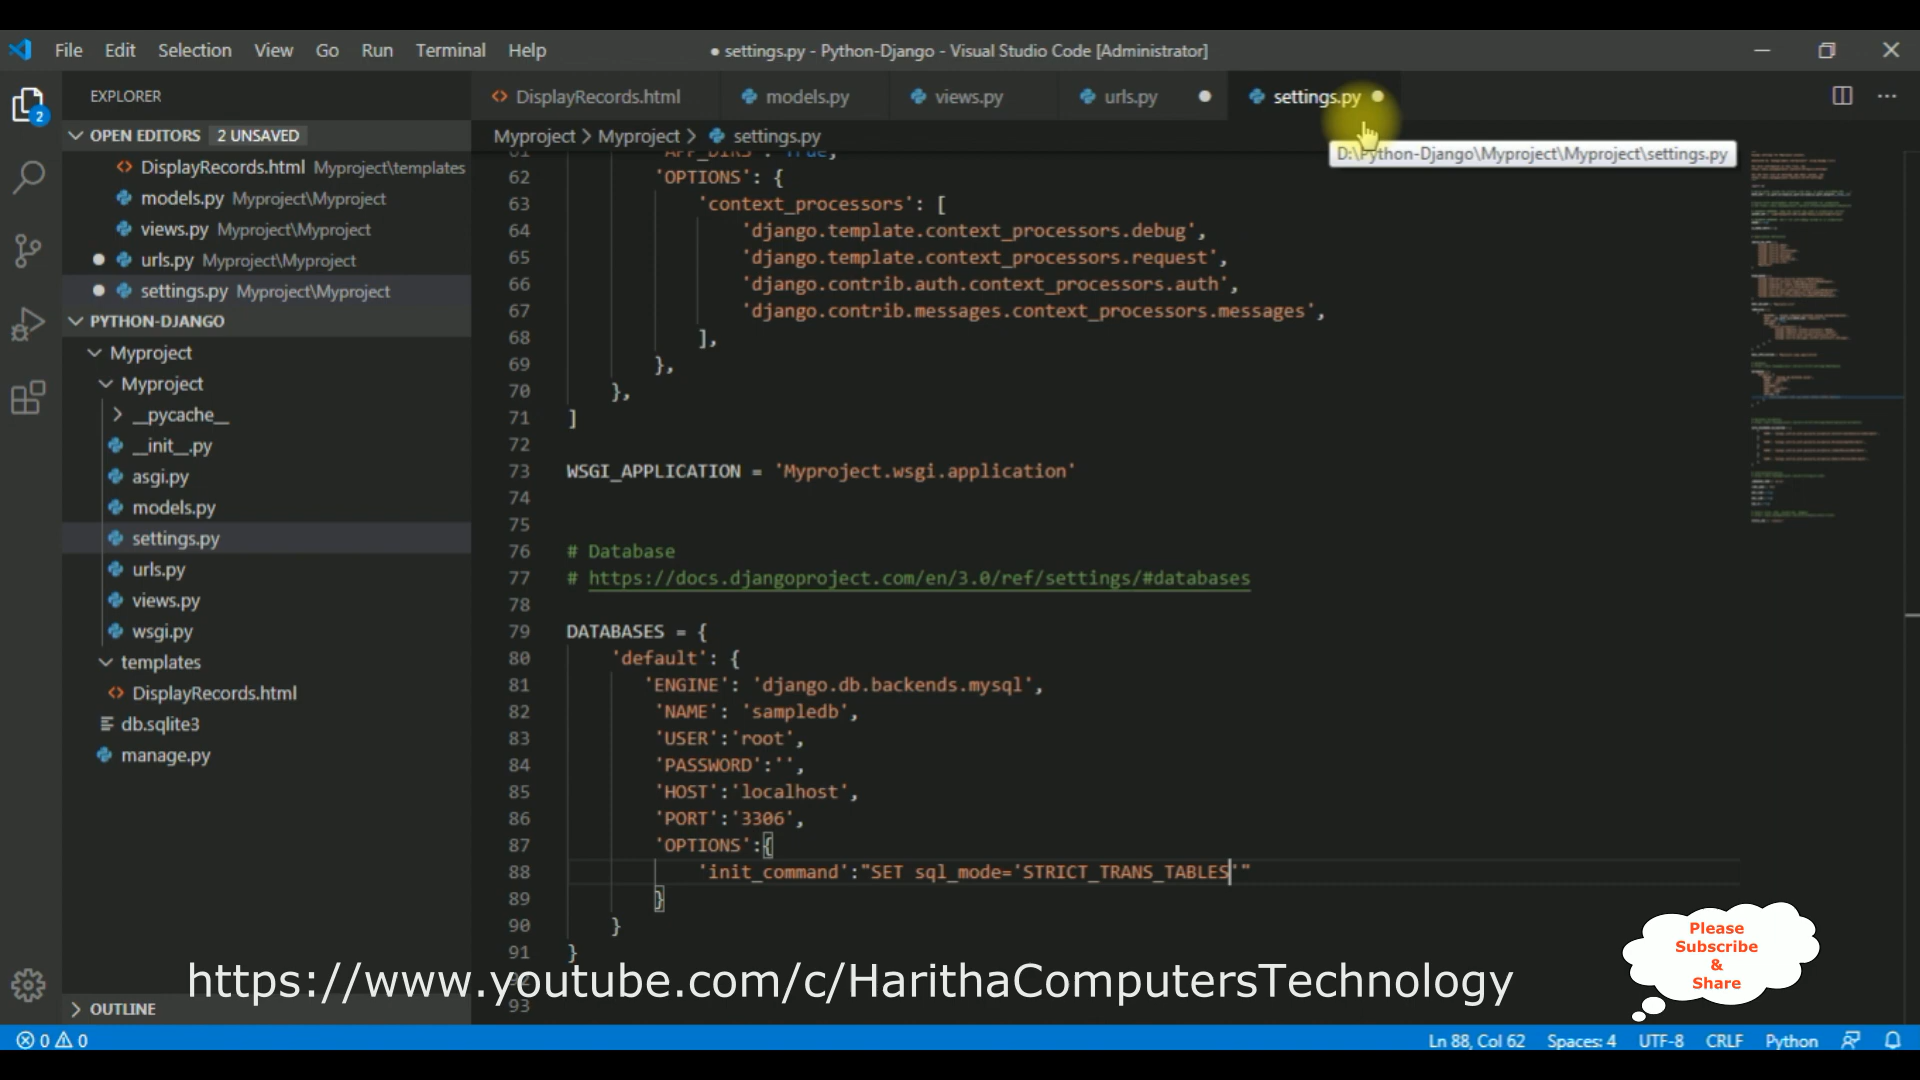 File Edit Selection View Go Run Terminal Help
● settings.py - Python-Django - Visual Studio Code [Administrator]
EXPLORER
OPEN EDITORS 2 UNSAVED
DisplayRecords.html Myproject\templates
models.py Myproject\Myproject
views.py Myproject\Myproject
urls.py Myproject\Myproject
settings.py Myproject\Myproject
PYTHON-DJANGO
Myproject
Myproject
__pycache__
__init__.py
asgi.py
models.py
settings.py
urls.py
views.py
wsgi.py
templates
DisplayRecords.html
db.sqlite3
manage.py
OUTLINE
2
DisplayRecords.html models.py views.py urls.py settings.py
Myproject > Myproject > settings.py
D:\Python-Django\Myproject\Myproject\settings.py
61 'APP_DIRS': True,
62 'OPTIONS': {
63 'context_processors': [
64 'django.template.context_processors.debug',
65 'django.template.context_processors.request',
66 'django.contrib.auth.context_processors.auth',
67 'django.contrib.messages.context_processors.messages',
68 ],
69 },
70 },
71 ]
72
73 WSGI_APPLICATION = 'Myproject.wsgi.application'
74
75
76 # Database
77 # https://docs.djangoproject.com/en/3.0/ref/settings/#databases
78
79 DATABASES = {
80 'default': {
81 'ENGINE': 'django.db.backends.mysql',
82 'NAME': 'sampledb',
83 'USER':'root',
84 'PASSWORD':'',
85 'HOST':'localhost',
86 'PORT':'3306',
87 'OPTIONS':{
88 'init_command':"SET sql_mode='STRICT_TRANS_TABLES'"
89 }
90 }
91 }
93
https://www.youtube.com/c/HarithaComputersTechnology
Please
Subscribe
&
Share
0 0
Ln 88, Col 62 Spaces: 4 UTF-8 CRLF Python